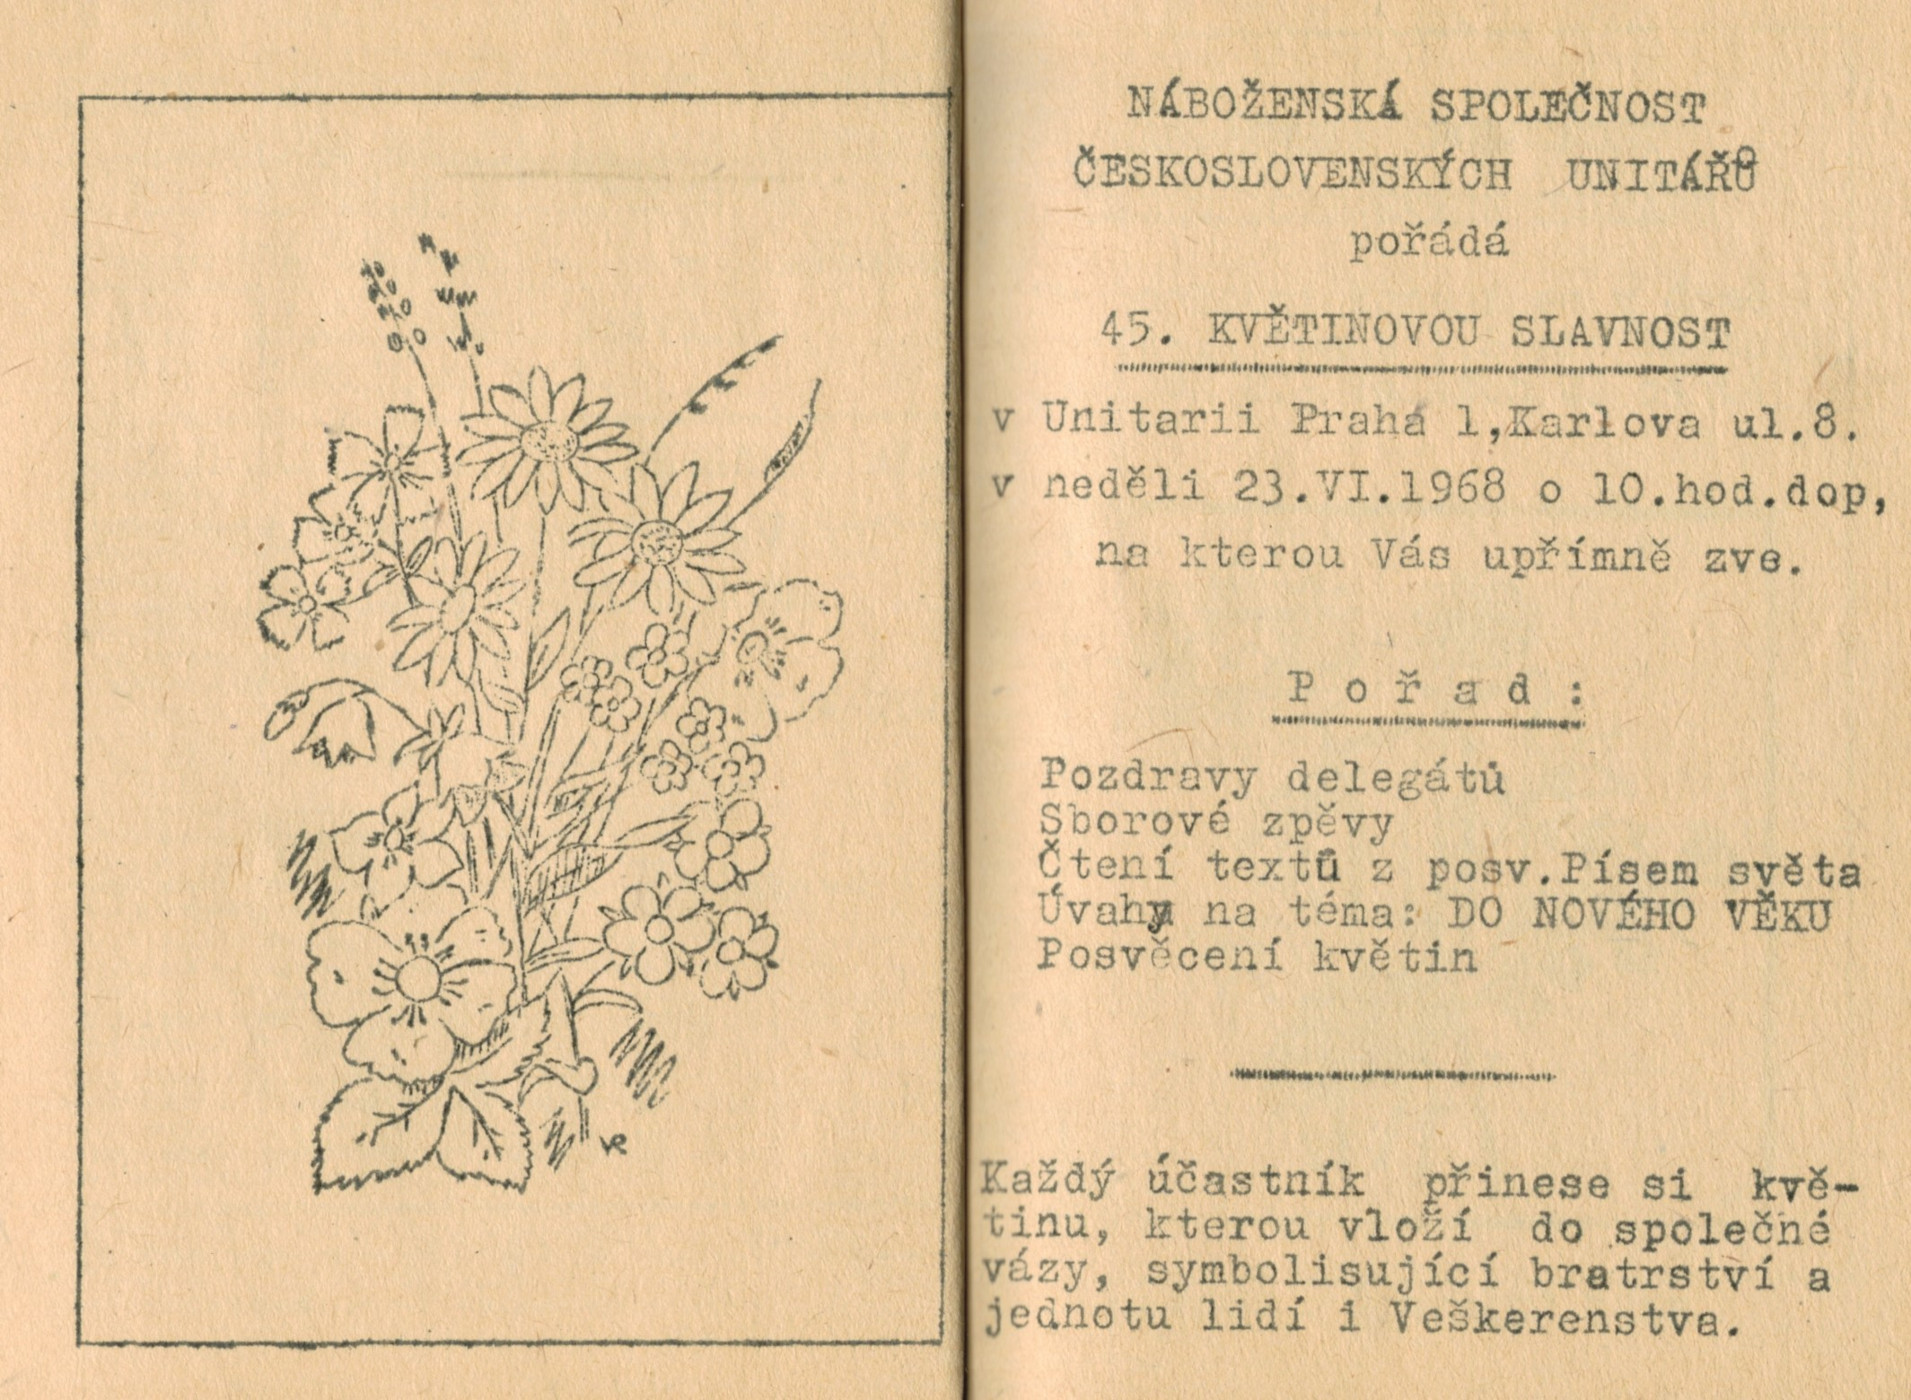 NÁBOŽENSKÁ SPOLEČNOST
ČESKOSLOVENSKÝCH UNITÁŘŮ
pořádá
45. KVĚTINOVOU SLAVNOST
v Unitarii Praha 1,Karlova ul.8.
v neděli 23.VI.1968 o 10.hod.dop,
na kterou Vás upřímně zve.
P o ř a d :
Pozdravy delegátů
Sborové zpěvy
Čtení textů z posv.Písem světa
Úvahy na téma: DO NOVÉHO VĚKU
Posvěcení květin
Každý účastník přinese si kvě-
tinu, kterou vloží do společné
vázy, symbolisující bratrství a
jednotu lidí i Veškerenstva.